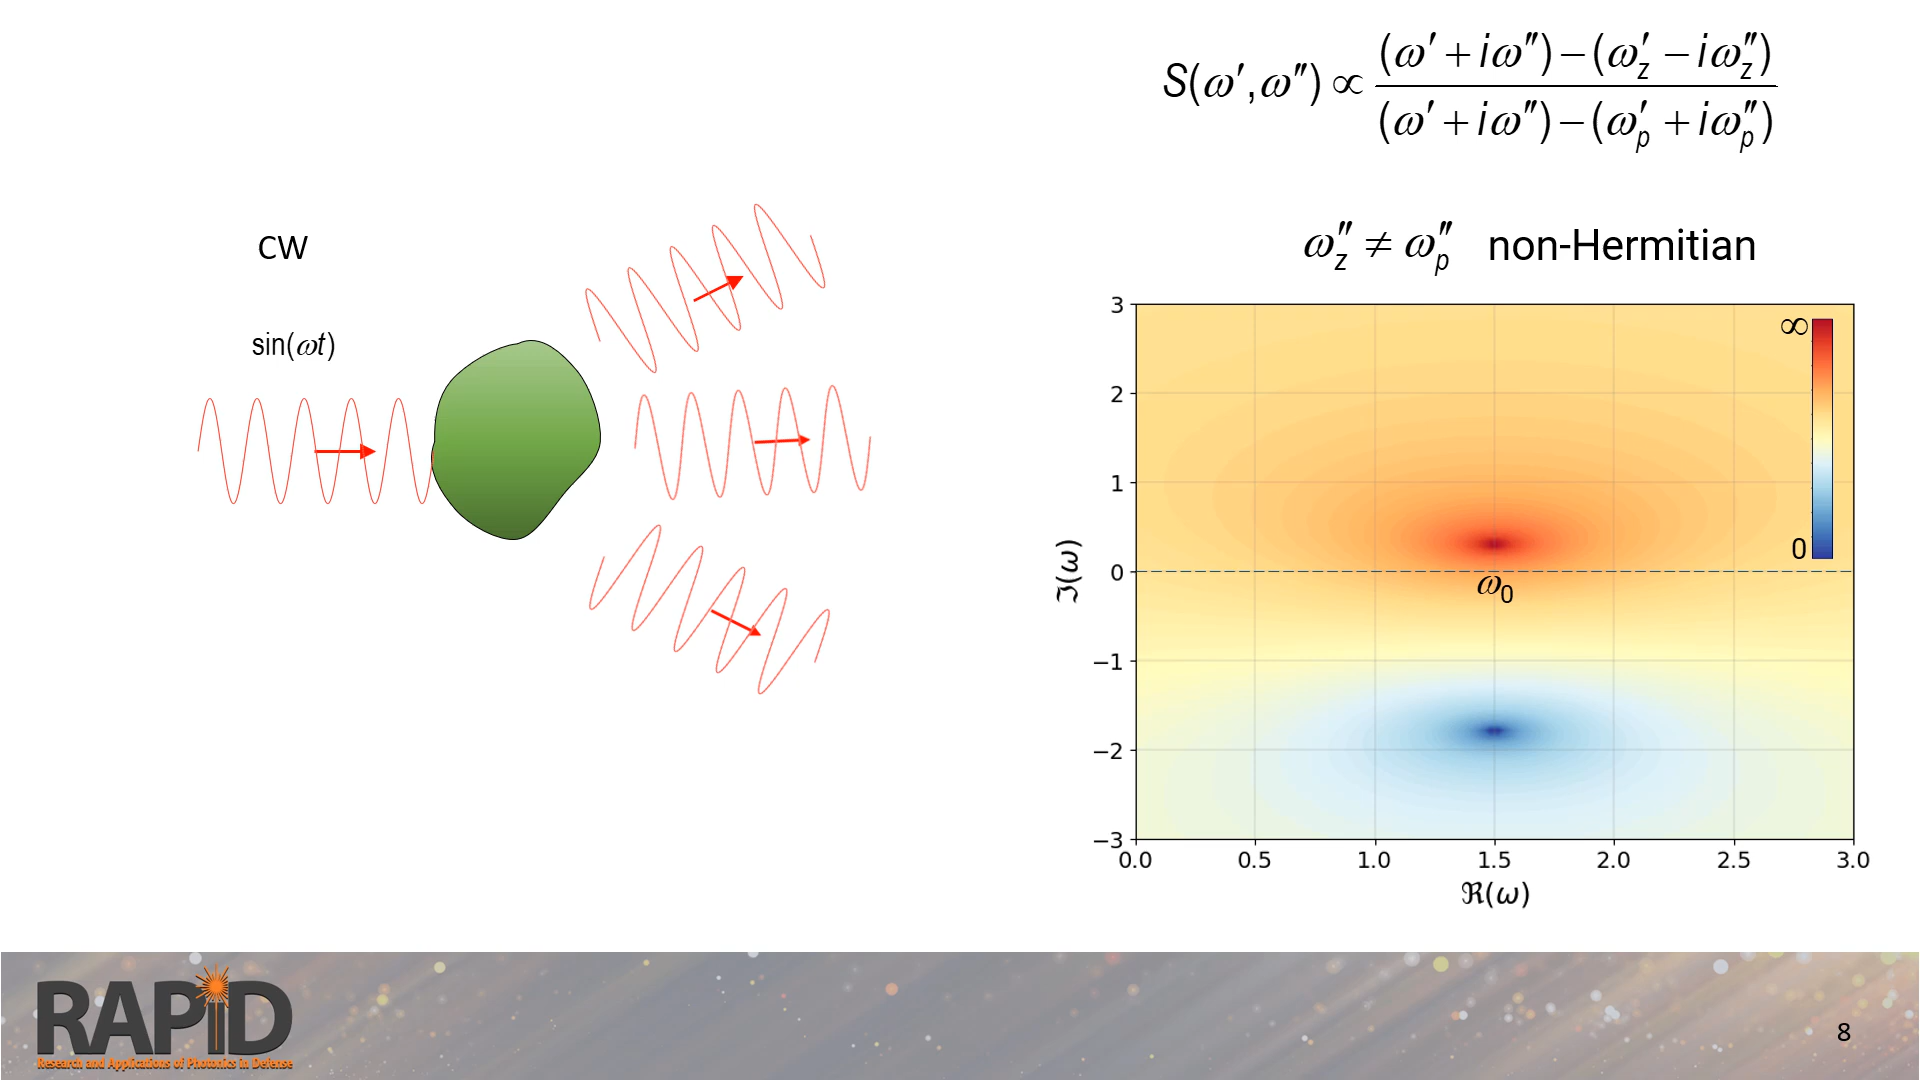 S(ω′,ω″) ∝ ((ω′ + iω″) − (ω′_z − iω″_z)) / ((ω′ + iω″) − (ω′_p + iω″_p))
ω″_z ≠ ω″_p non-Hermitian
CW
sin(ωt)
3
2
1
0
−1
−2
−3
ℑ(ω)
∞
0
ω₀
0.0 0.5 1.0 1.5 2.0 2.5 3.0
ℜ(ω)
RAPID
Research and Applications of Photonics in Defense
8